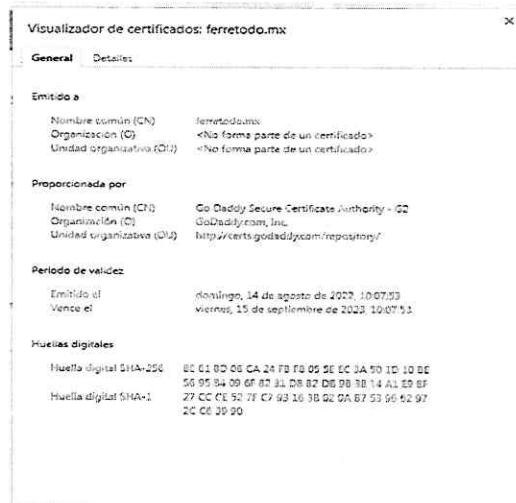 Visualizador de certificados: ferretodo.mx
General Detalles
Emitido a
Nombre común (CN) ferretodo.mx
Organización (O) <No forma parte de un certificado>
Unidad organizativa (OU) <No forma parte de un certificado>
Proporcionada por
Nombre común (CN) Go Daddy Secure Certificate Authority - G2
Organización (O) GoDaddy.com, Inc.
Unidad organizativa (OU) http://certs.godaddy.com/repository/
Período de validez
Emitido el domingo, 14 de agosto de 2022, 10:07:53
Vence el viernes, 15 de septiembre de 2023, 10:07:53
Huellas digitales
Huella digital SHA-256
Huella digital SHA-1